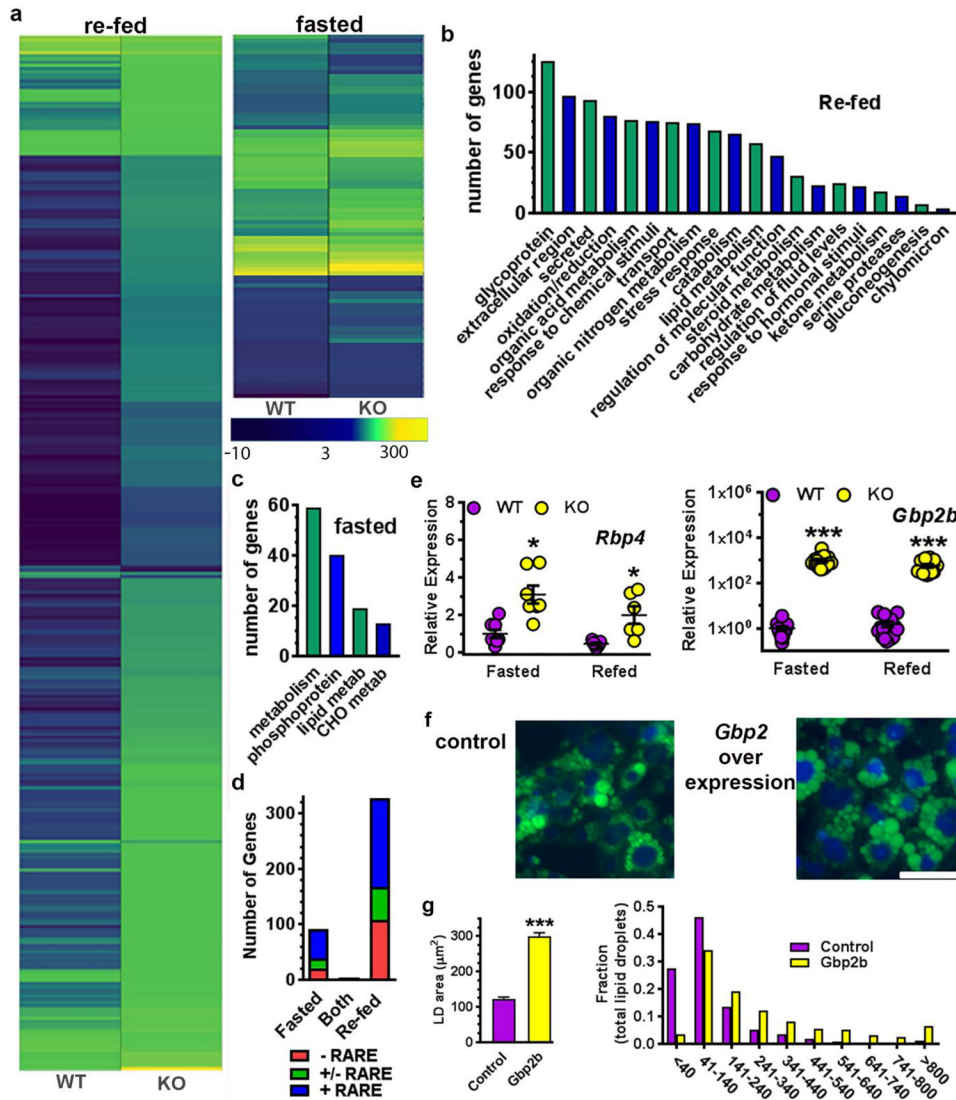 a
re-fed
fasted
WT
KO
WT
KO
-10
3
300
b
Re-fed
number of genes
100
50
0
glycoprotein
extracellular region
secreted
oxidation/reduction
organic acid metabolism
response to chemical stimuli
transport
organic nitrogen metabolism
stress response
catabolism
lipid metabolism
regulation of molecular function
steroid metabolism
carbohydrate metabolism
regulation of fluid levels
response to hormonal stimuli
ketone metabolism
serine proteases
gluconeogenesis
chylomicron
c
fasted
number of genes
60
40
20
0
metabolism
phosphoprotein
lipid metab
CHO metab
d
Number of Genes
300
200
100
0
Fasted
Both
Re-fed
- RARE
+/- RARE
+ RARE
e
WT
KO
Rbp4
Relative Expression
8
6
4
2
0
*
*
Fasted
Refed
WT
KO
Gbp2b
Relative Expression
1×10⁶
1×10⁴
1×10²
1×10⁰
***
***
Fasted
Refed
f
control
Gbp2
over
expression
g
LD area (µm²)
300
200
100
0
***
Control
Gbp2b
Fraction
(total lipid droplets)
0.5
0.4
0.3
0.2
0.1
0.0
Control
Gbp2b
<40
41-140
141-240
241-340
341-440
441-540
541-640
641-740
741-800
>800